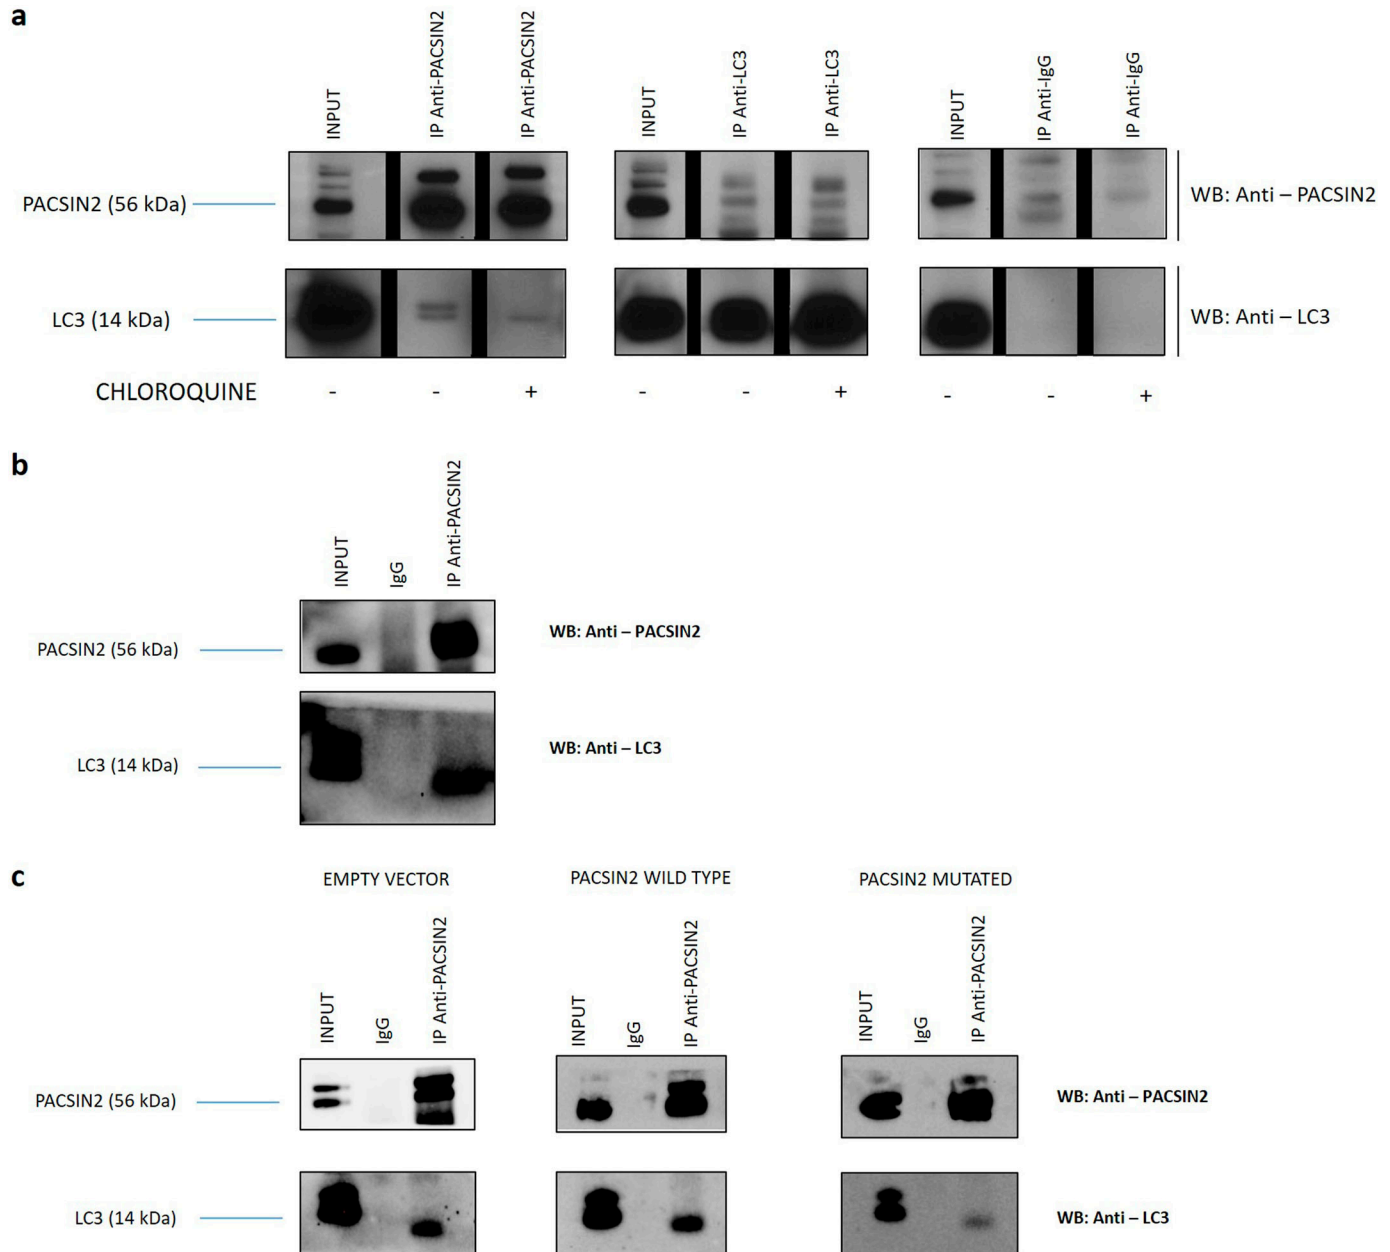 a
INPUT
IP Anti-PACSIN2
IP Anti-PACSIN2
INPUT
IP Anti-LC3
IP Anti-LC3
INPUT
IP Anti-IgG
IP Anti-IgG
PACSIN2 (56 kDa)
WB: Anti – PACSIN2
LC3 (14 kDa)
WB: Anti – LC3
CHLOROQUINE - - + - - + - - +
b
INPUT
IgG
IP Anti-PACSIN2
PACSIN2 (56 kDa)
WB: Anti – PACSIN2
LC3 (14 kDa)
WB: Anti – LC3
c
EMPTY VECTOR
PACSIN2 WILD TYPE
PACSIN2 MUTATED
INPUT
IgG
IP Anti-PACSIN2
INPUT
IgG
IP Anti-PACSIN2
INPUT
IgG
IP Anti-PACSIN2
PACSIN2 (56 kDa)
WB: Anti – PACSIN2
LC3 (14 kDa)
WB: Anti – LC3